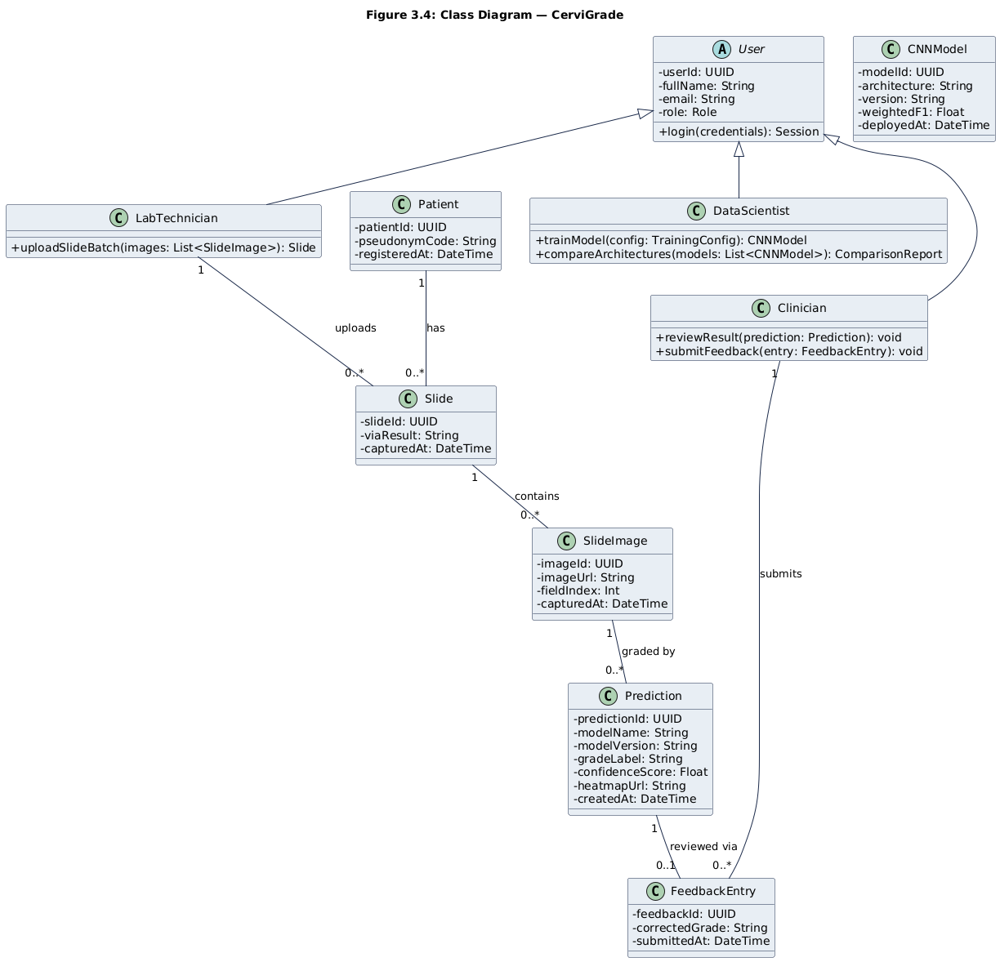 Figure 3.4: Class Diagram — CerviGrade
A User
-userId: UUID
-fullName: String
-email: String
-role: Role
+login(credentials): Session
C CNNModel
-modelId: UUID
-architecture: String
-version: String
-weightedF1: Float
-deployedAt: DateTime
C LabTechnician
+uploadSlideBatch(images: List<SlideImage>): Slide
C Patient
-patientId: UUID
-pseudonymCode: String
-registeredAt: DateTime
C DataScientist
+trainModel(config: TrainingConfig): CNNModel
+compareArchitectures(models: List<CNNModel>): ComparisonReport
C Clinician
+reviewResult(prediction: Prediction): void
+submitFeedback(entry: FeedbackEntry): void
1
uploads
0..*
1
has
0..*
C Slide
-slideId: UUID
-viaResult: String
-capturedAt: DateTime
1
contains
0..*
C SlideImage
-imageId: UUID
-imageUrl: String
-fieldIndex: Int
-capturedAt: DateTime
1
graded by
0..*
C Prediction
-predictionId: UUID
-modelName: String
-modelVersion: String
-gradeLabel: String
-confidenceScore: Float
-heatmapUrl: String
-createdAt: DateTime
1
reviewed via
0..1
1
submits
0..*
C FeedbackEntry
-feedbackId: UUID
-correctedGrade: String
-submittedAt: DateTime